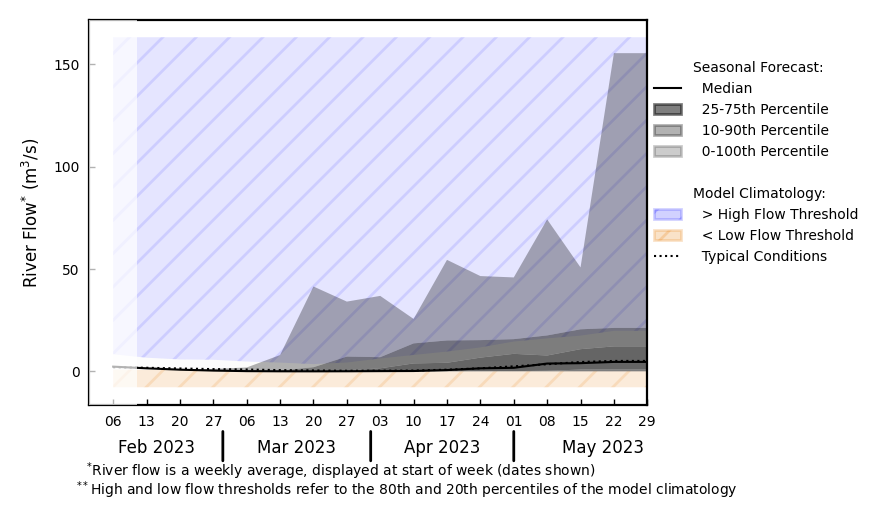 Seasonal Forecast:
Median
25-75th Percentile
10-90th Percentile
0-100th Percentile
Model Climatology:
> High Flow Threshold
< Low Flow Threshold
Typical Conditions
River Flow* (m³/s)
150
100
50
0
06 13 20 27 06 13 20 27 03 10 17 24 01 08 15 22 29
Feb 2023 Mar 2023 Apr 2023 May 2023
*River flow is a weekly average, displayed at start of week (dates shown)
**High and low flow thresholds refer to the 80th and 20th percentiles of the model climatology